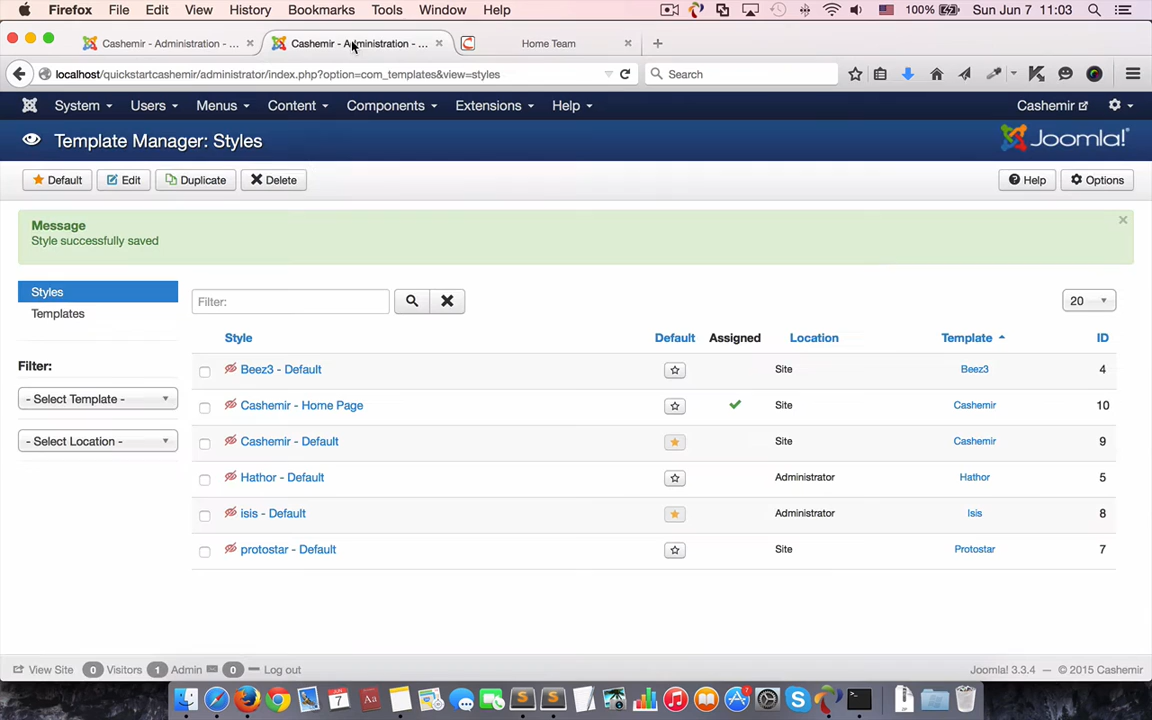 Firefox File Edit View History Bookmarks Tools Window Help 100% Sun Jun 7 11:03
Cashemir - Administration - ... Cashemir - Administration - ... Home Team
localhost/quickstartcashemir/administrator/index.php?option=com_templates&view=styles Search
System Users Menus Content Components Extensions Help Cashemir
Template Manager: Styles Joomla!
Default Edit Duplicate Delete Help Options
Message
Style successfully saved
Styles
Templates
Filter: 20
Style Default Assigned Location Template ID
Filter:
Beez3 - Default Site Beez3 4
- Select Template -
Cashemir - Home Page Site Cashemir 10
- Select Location -
Cashemir - Default Site Cashemir 9
Hathor - Default Administrator Hathor 5
isis - Default Administrator Isis 8
protostar - Default Site Protostar 7
View Site 0 Visitors 1 Admin 0 Log out Joomla! 3.3.4 — © 2015 Cashemir